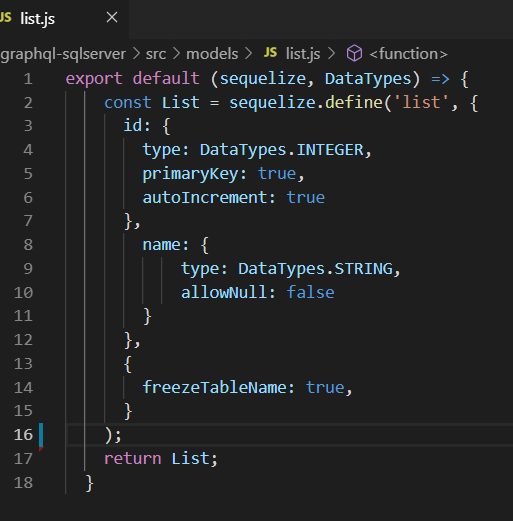 JS list.js ×
graphql-sqlserver > src > models > JS list.js > <function>
1 export default (sequelize, DataTypes) => {
2 const List = sequelize.define('list', {
3 id: {
4 type: DataTypes.INTEGER,
5 primaryKey: true,
6 autoIncrement: true
7 },
8 name: {
9 type: DataTypes.STRING,
10 allowNull: false
11 }
12 },
13 {
14 freezeTableName: true,
15 }
16 );
17 return List;
18 }